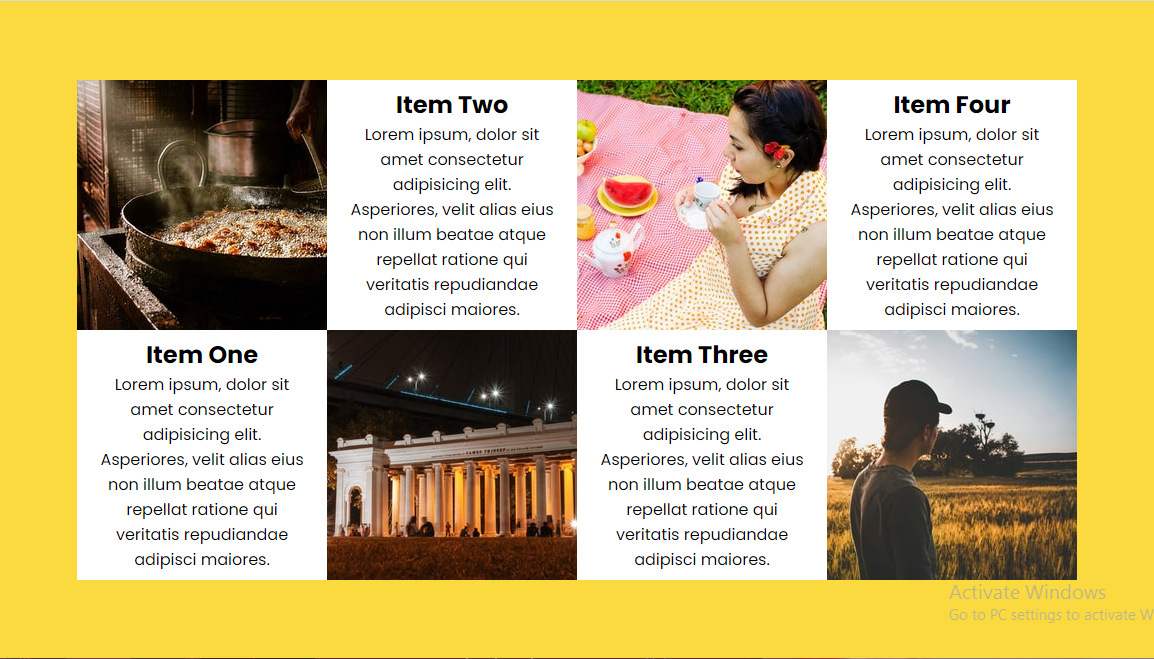 Item Two
Lorem ipsum, dolor sit
amet consectetur
adipisicing elit.
Asperiores, velit alias eius
non illum beatae atque
repellat ratione qui
veritatis repudiandae
adipisci maiores.
Item Four
Lorem ipsum, dolor sit
amet consectetur
adipisicing elit.
Asperiores, velit alias eius
non illum beatae atque
repellat ratione qui
veritatis repudiandae
adipisci maiores.
Item One
Lorem ipsum, dolor sit
amet consectetur
adipisicing elit.
Asperiores, velit alias eius
non illum beatae atque
repellat ratione qui
veritatis repudiandae
adipisci maiores.
Item Three
Lorem ipsum, dolor sit
amet consectetur
adipisicing elit.
Asperiores, velit alias eius
non illum beatae atque
repellat ratione qui
veritatis repudiandae
adipisci maiores.
Activate Windows
Go to PC settings to activate W